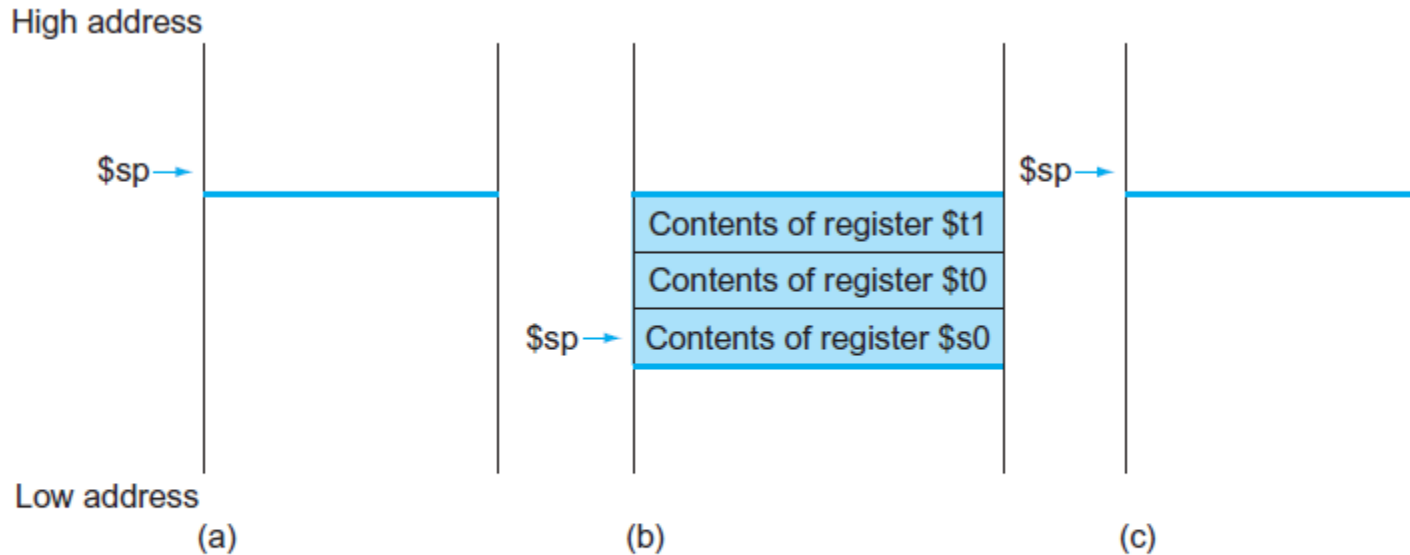 High address
$sp
$sp
Contents of register $t1
Contents of register $t0
$sp
Contents of register $s0
Low address
(a)
(b)
(c)